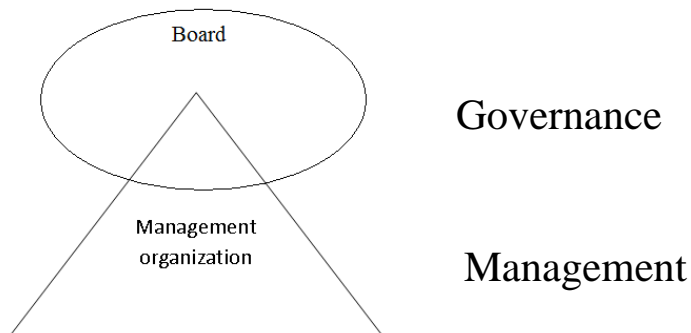 Board
Governance
Management
organization
Management